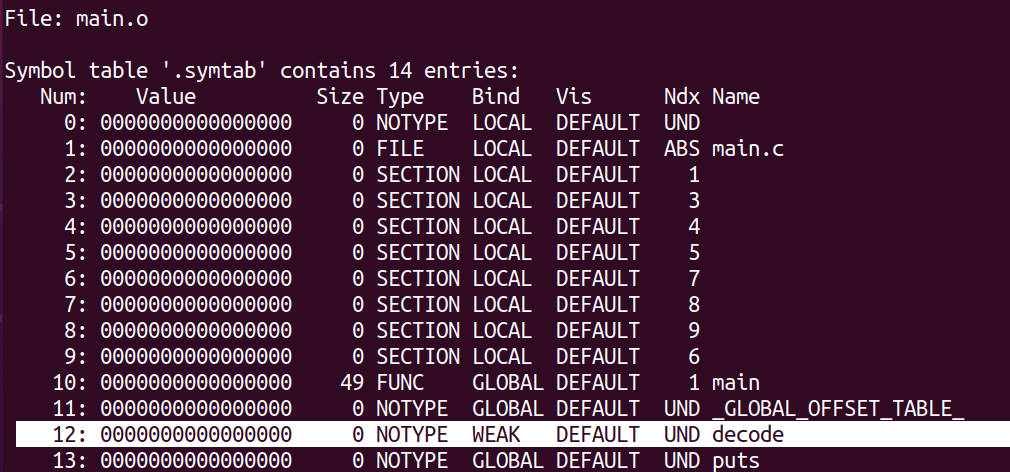 File: main.o
Symbol table '.symtab' contains 14 entries:
Num: Value Size Type Bind Vis Ndx Name
0: 0000000000000000 0 NOTYPE LOCAL DEFAULT UND
1: 0000000000000000 0 FILE LOCAL DEFAULT ABS main.c
2: 0000000000000000 0 SECTION LOCAL DEFAULT 1
3: 0000000000000000 0 SECTION LOCAL DEFAULT 3
4: 0000000000000000 0 SECTION LOCAL DEFAULT 4
5: 0000000000000000 0 SECTION LOCAL DEFAULT 5
6: 0000000000000000 0 SECTION LOCAL DEFAULT 7
7: 0000000000000000 0 SECTION LOCAL DEFAULT 8
8: 0000000000000000 0 SECTION LOCAL DEFAULT 9
9: 0000000000000000 0 SECTION LOCAL DEFAULT 6
10: 0000000000000000 49 FUNC GLOBAL DEFAULT 1 main
11: 0000000000000000 0 NOTYPE GLOBAL DEFAULT UND _GLOBAL_OFFSET_TABLE_
12: 0000000000000000 0 NOTYPE WEAK DEFAULT UND decode
13: 0000000000000000 0 NOTYPE GLOBAL DEFAULT UND puts